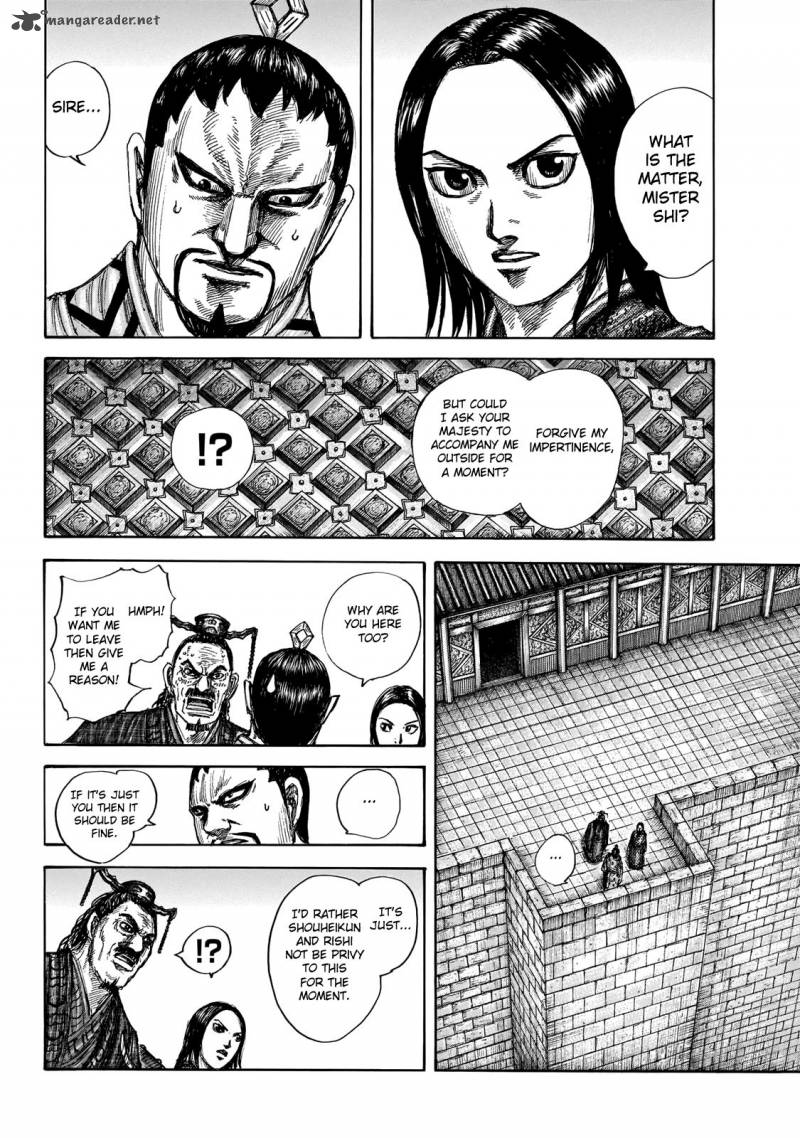 mangareader.net
WHAT
IS THE
MATTER,
MISTER
SHI?
SIRE...
FORGIVE MY
IMPERTINENCE,
BUT COULD
I ASK YOUR
MAJESTY TO
ACCOMPANY ME
OUTSIDE FOR
A MOMENT?
!?
...
WHY ARE
YOU HERE
TOO?
HMPH!
IF YOU
WANT ME
TO LEAVE
THEN GIVE
ME A
REASON!
...
IF IT'S JUST
YOU THEN IT
SHOULD BE
FINE.
IT'S
JUST...
I'D RATHER
SHOUHEIKUN
AND RISHI
NOT BE PRIVY
TO THIS
FOR THE
MOMENT.
!?